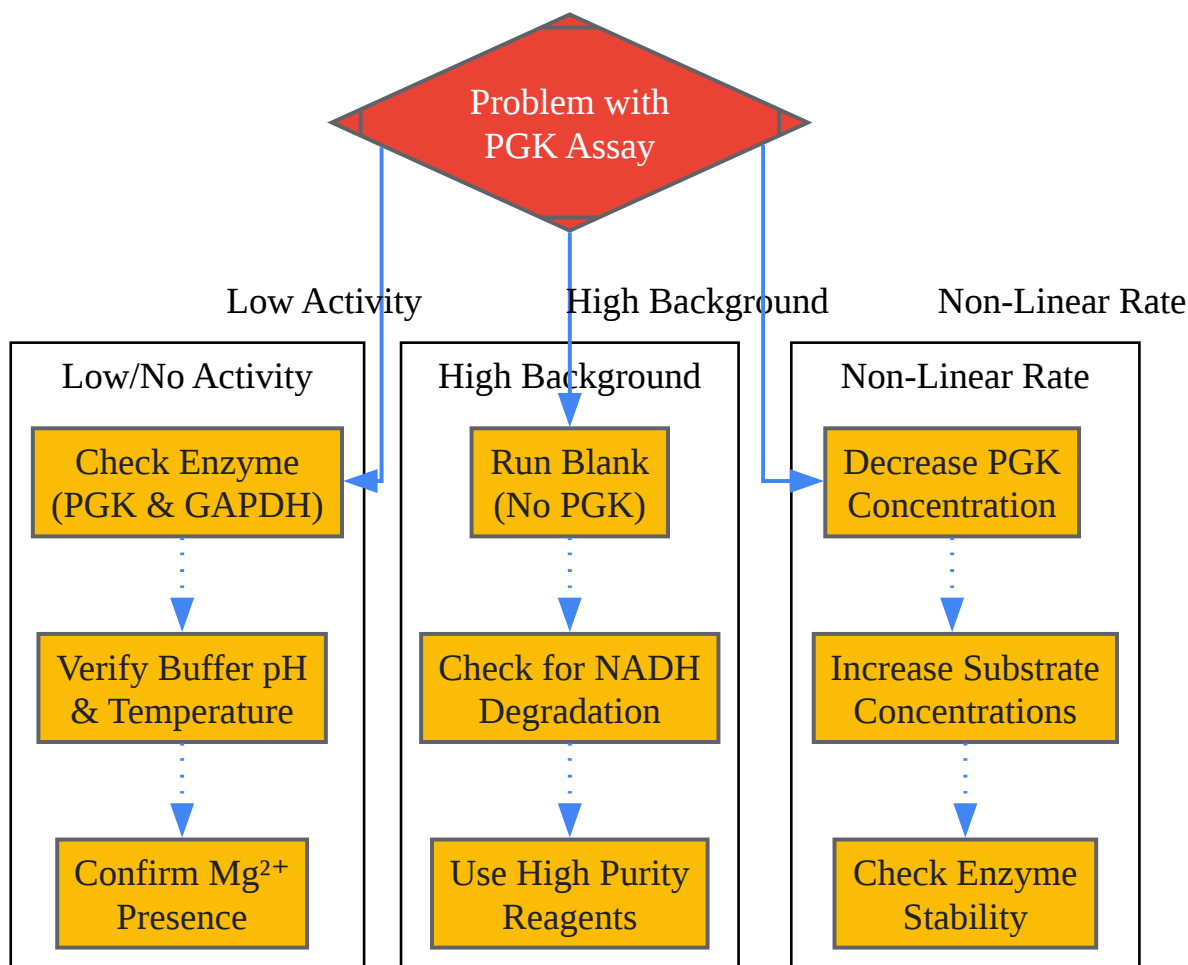 Problem with
PGK Assay
Low Activity
High Background
Non-Linear Rate
Low/No Activity
Check Enzyme
(PGK & GAPDH)
Verify Buffer pH
& Temperature
Confirm Mg²⁺
Presence
High Background
Run Blank
(No PGK)
Check for NADH
Degradation
Use High Purity
Reagents
Non-Linear Rate
Decrease PGK
Concentration
Increase Substrate
Concentrations
Check Enzyme
Stability